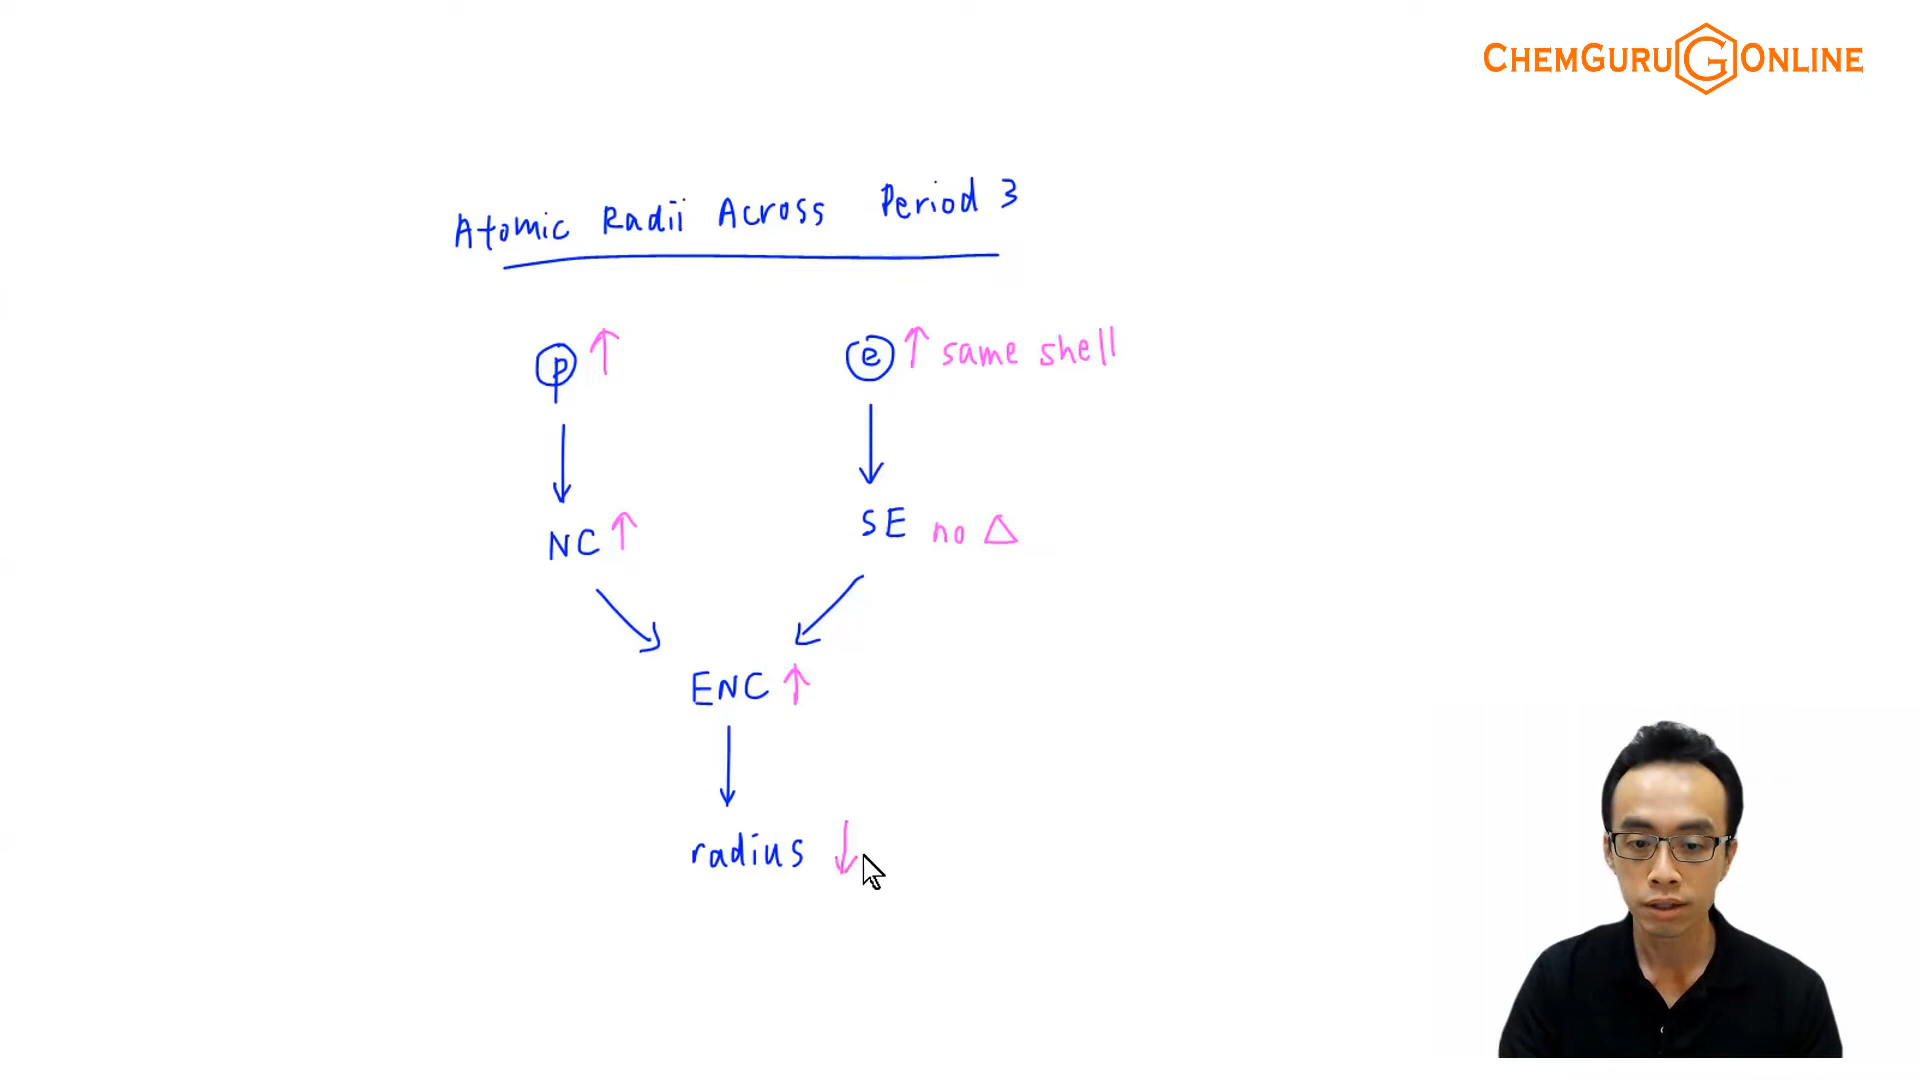 CHEMGURU G ONLINE
Atomic Radii Across Period 3
p ↑
e ↑ same shell
NC ↑
SE no Δ
ENC ↑
radius ↓